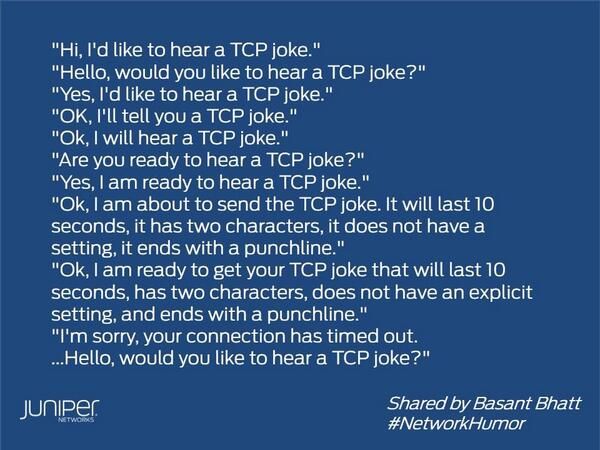 "Hi, I'd like to hear a TCP joke."
"Hello, would you like to hear a TCP joke?"
"Yes, I'd like to hear a TCP joke."
"OK, I'll tell you a TCP joke."
"Ok, I will hear a TCP joke."
"Are you ready to hear a TCP joke?"
"Yes, I am ready to hear a TCP joke."
"Ok, I am about to send the TCP joke. It will last 10
seconds, it has two characters, it does not have a
setting, it ends with a punchline."
"Ok, I am ready to get your TCP joke that will last 10
seconds, has two characters, does not have an explicit
setting, and ends with a punchline."
"I'm sorry, your connection has timed out.
...Hello, would you like to hear a TCP joke?"
JUNIPER
NETWORKS
Shared by Basant Bhatt
#NetworkHumor